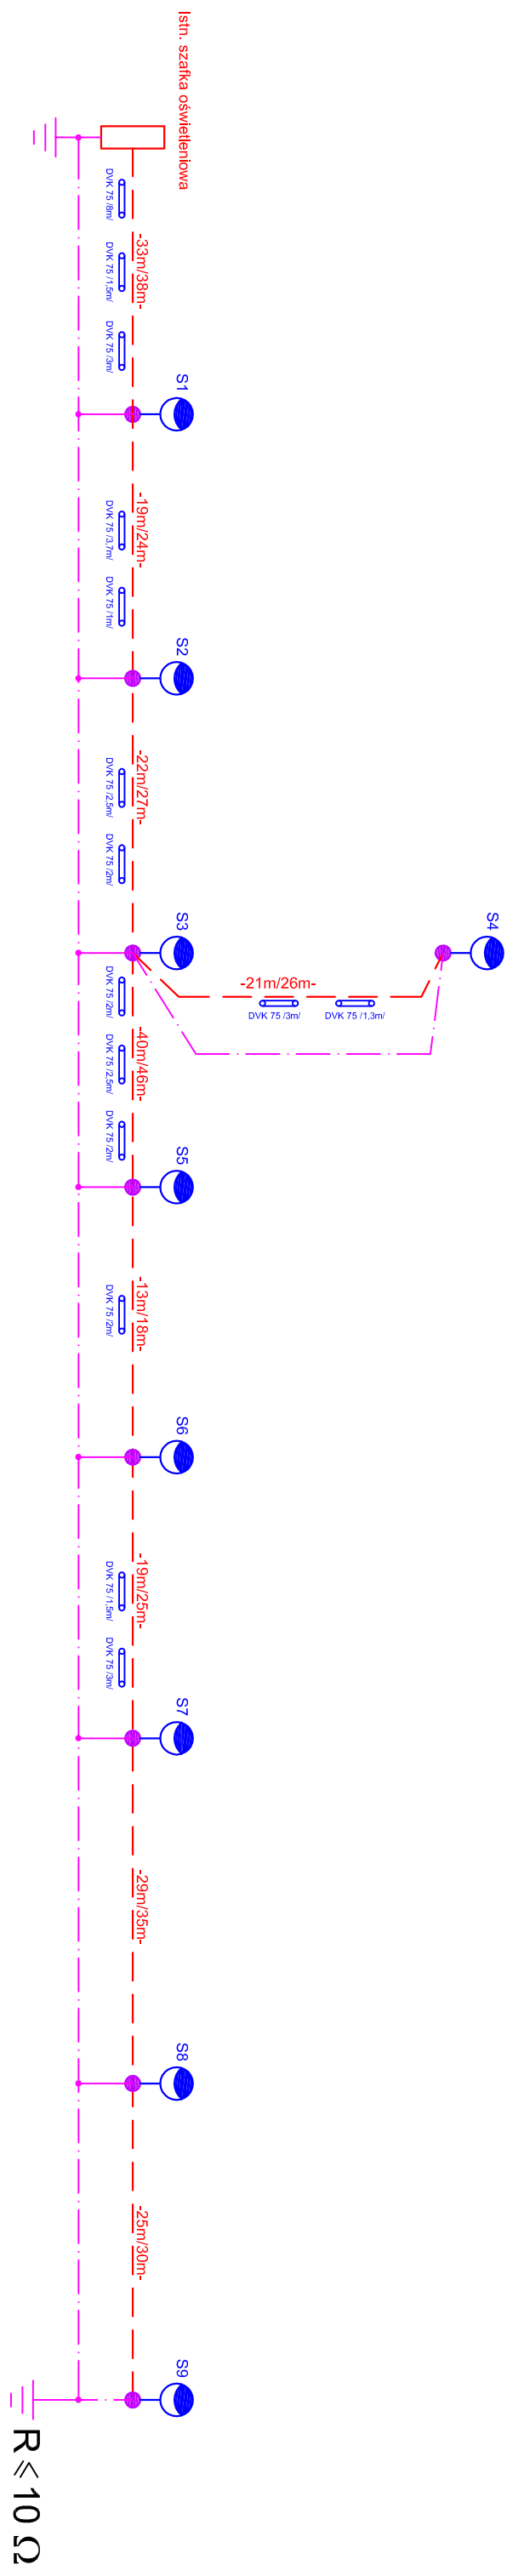 Istn. szafka oświetleniowa
DVK 75 /8m/
-33m/38m-
DVK 75 /1,5m/
DVK 75 /3m/
S1
-19m/24m-
DVK 75 /3,7m/
DVK 75 /1m/
S2
-22m/27m-
DVK 75 /2,5m/
DVK 75 /2m/
S3
S4
-21m/26m-
DVK 75 /3m/
DVK 75 /1,3m/
DVK 75 /2m/
-40m/46m-
DVK 75 /2,5m/
DVK 75 /2m/
S5
-13m/18m-
DVK 75 /2m/
S6
-19m/25m-
DVK 75 /1,5m/
DVK 75 /3m/
S7
-29m/35m-
S8
-25m/30m-
S9
R⩽10 Ω